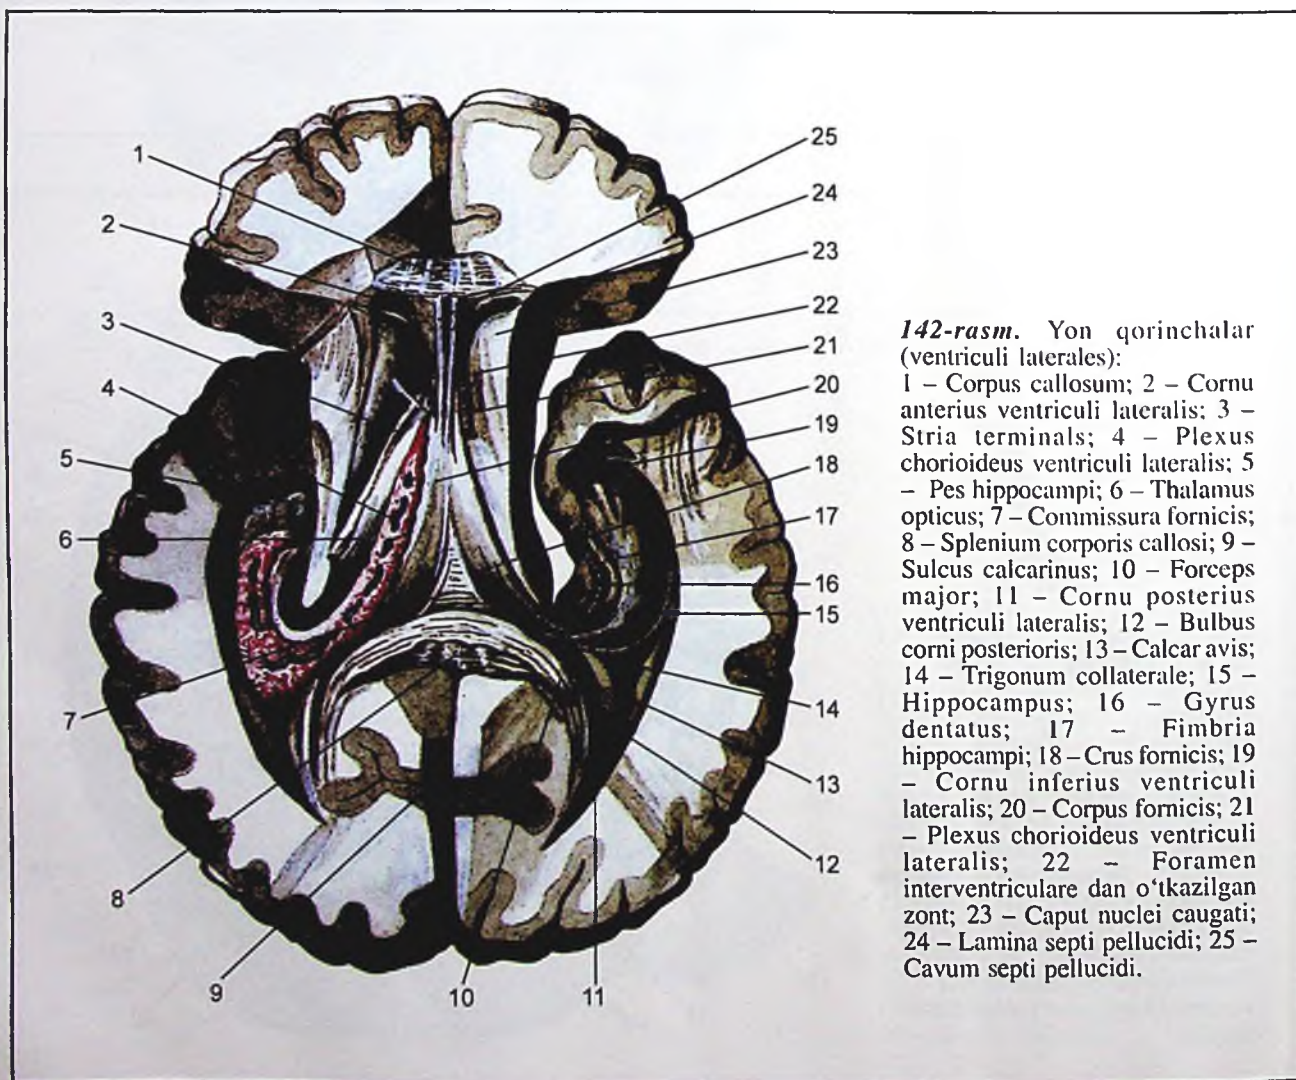 1
2
3
4
5
6
7
8
9
10
11
12
13
14
15
16
17
18
19
20
21
22
23
24
25
142-rasm. Yon qorinchalar
(ventriculi laterales):
1 – Corpus callosum; 2 – Cornu
anterius ventriculi lateralis; 3 –
Stria terminals; 4 – Plexus
chorioideus ventriculi lateralis; 5
– Pes hippocampi; 6 – Thalamus
opticus; 7 – Commissura fornicis;
8 – Splenium corporis callosi; 9 –
Sulcus calcarinus; 10 – Forceps
major; 11 – Cornu posterius
ventriculi lateralis; 12 – Bulbus
corni posterioris; 13 – Calcar avis;
14 – Trigonum collaterale; 15 –
Hippocampus; 16 – Gyrus
dentatus; 17 – Fimbria
hippocampi; 18 – Crus fornicis; 19
– Cornu inferius ventriculi
lateralis; 20 – Corpus fornicis; 21
– Plexus chorioideus ventriculi
lateralis; 22 – Foramen
interventriculare dan o‘tkazilgan
zont; 23 – Caput nuclei caugati;
24 – Lamina septi pellucidi; 25 –
Cavum septi pellucidi.